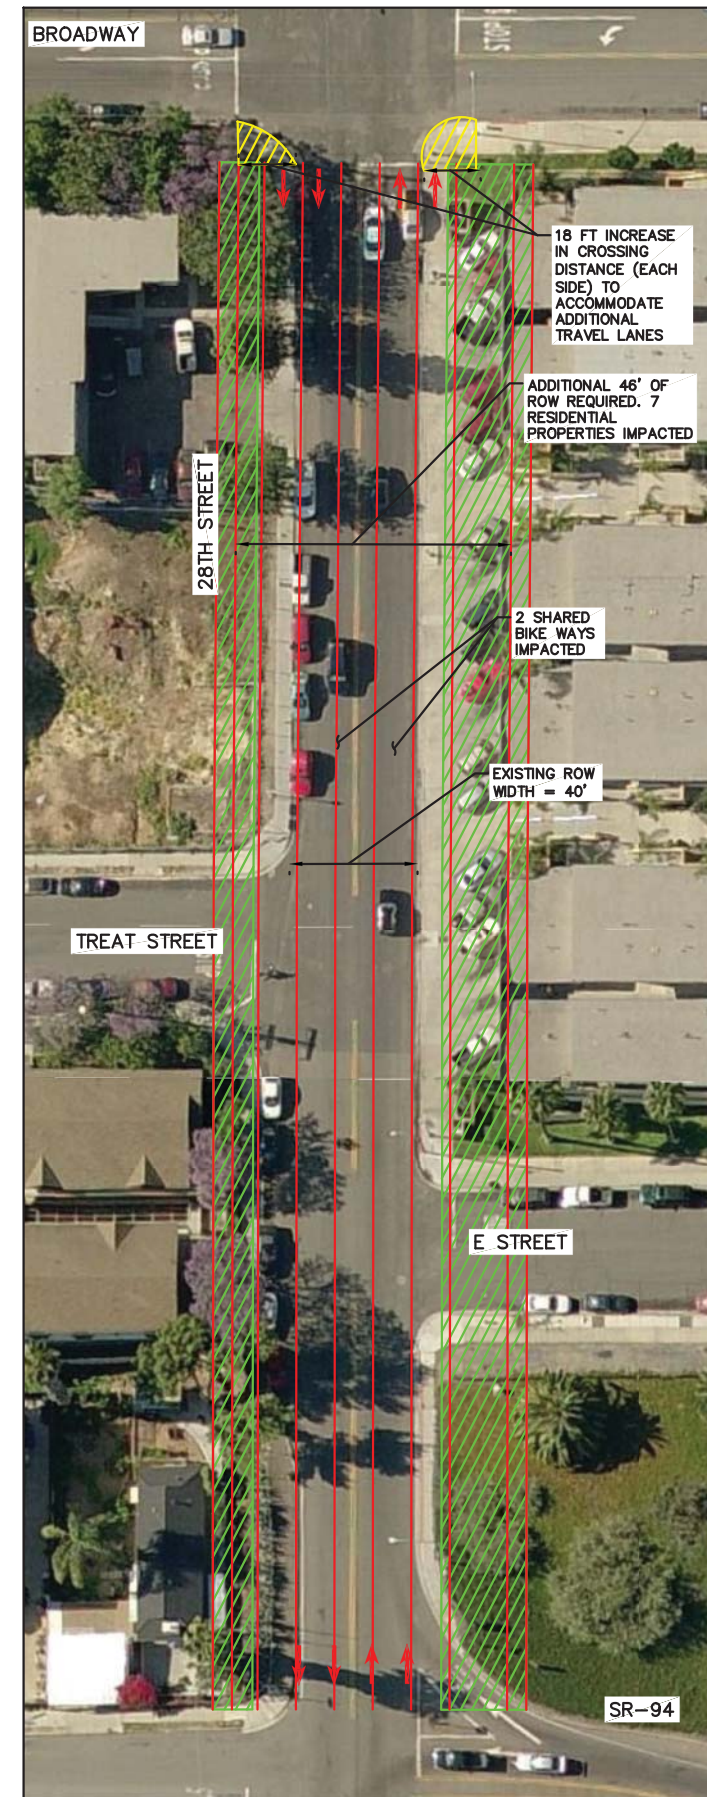 BROADWAY
STOP
18 FT INCREASE
IN CROSSING
DISTANCE (EACH
SIDE) TO
ACCOMMODATE
ADDITIONAL
TRAVEL LANES
ADDITIONAL 46' OF
ROW REQUIRED. 7
RESIDENTIAL
PROPERTIES IMPACTED
28TH STREET
2 SHARED
BIKE WAYS
IMPACTED
EXISTING ROW
WIDTH = 40'
TREAT STREET
E STREET
SR-94